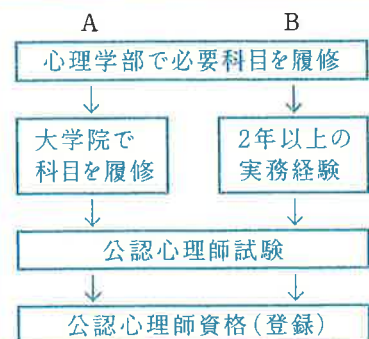 A B
心理学部で必要科目を履修
大学院で
科目を履修
2年以上の
実務経験
公認心理師試験
公認心理師資格(登録)